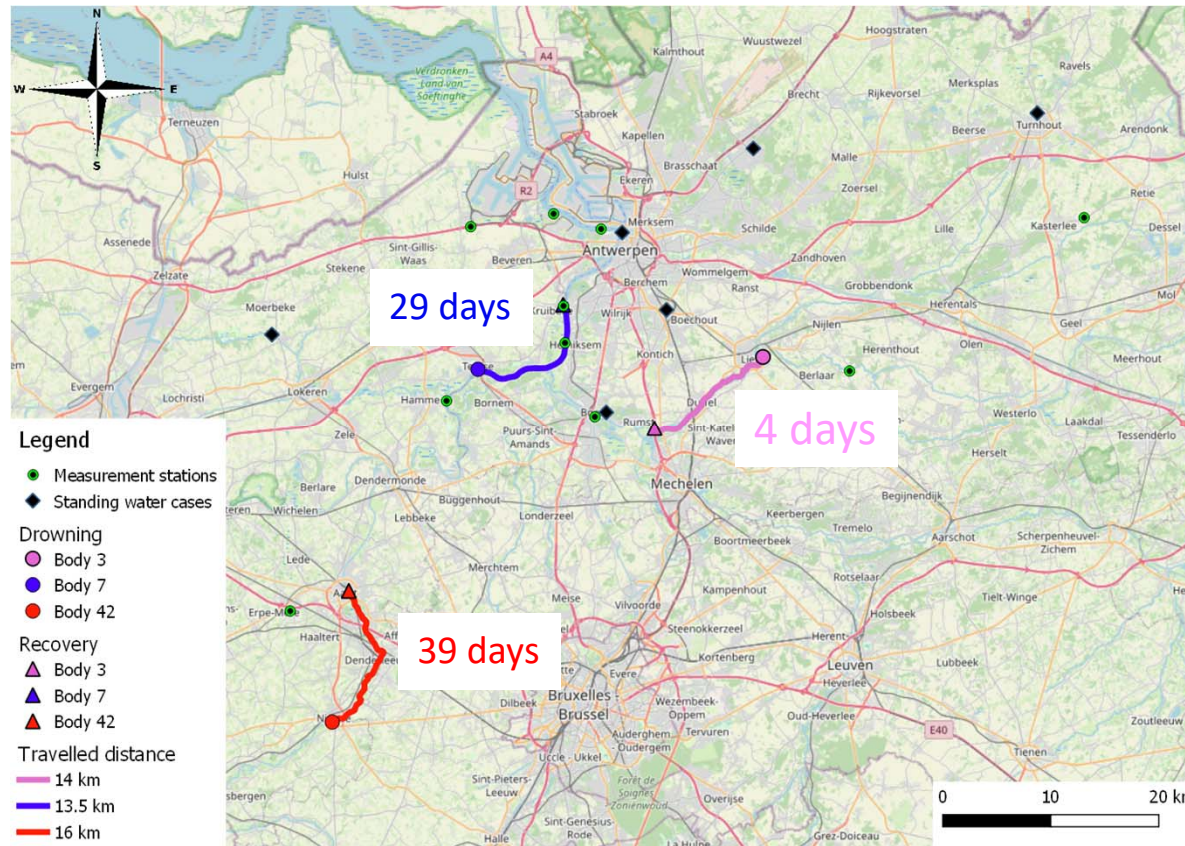 N
W
E
S
A4
Kalmthout
Wuustwezel
Hoogstraten
Verdronken
Land van
Saeftinghe
Brecht
Rijkevorsel
Merksplas
Ravels
Terneuzen
Stabroek
Kapellen
Beerse
Turnhout
Arendonk
Hulst
Brasschaat
Malle
Zoersel
Vosselaar
Ekeren
R2
Retie
Merksem
Schilde
Lille
Kasterlee
Dessel
Assenede
Sint-Gillis-
Waas
Beveren
Antwerpen
Zandhoven
Stekene
Zelzate
Wommelgem
Berchem
Ranst
Grobbendonk
Moerbeke
29 days
Wilrijk
Boechout
Herentals
Mol
Nijlen
Geel
Kontich
Herenthout
Olen
Meerhout
Evergem
Lochristi
Lokeren
Bornem
Berlaar
4 days
Puurs-Sint-
Amands
Westerlo
Laakdal
Zele
Tessenderlo
Herselt
Mechelen
Legend
Measurement stations
Standing water cases
Drowning
Body 3
Body 7
Body 42
Recovery
Body 3
Body 7
Body 42
Travelled distance
14 km
13.5 km
16 km
Dendermonde
Berlare
Wichelen
Buggenhout
Lebbeke
Londerzeel
Begijnendijk
Keerbergen
Tremelo
Boortmeerbeek
Aarschot
Scherpenheuvel-
Zichem
Lede
Merchtem
Kampenhout
Rotselaar
Meise
Vilvoorde
Tielt-Winge
Holsbeek
Haaltert
39 days
Steenokkerzeel
Herent
Kortenberg
Leuven
Lubbeek
Evere
Heverlee
Dilbeek
Bruxelles -
Brussel
Wezembeek-
Oppem
Auderghem
- Oudergem
Tervuren
Oud-Heverlee
Zoutleeuw
E40
Uccle - Ukkel
Tienen
Sint-Pieters-
Leeuw
Forêt de
Soignes
Zoniënwoud
Overijse
Sint-Genesius-
Rode
Halle
La Hulpe
Grez-Doiceau
0
10
20 km